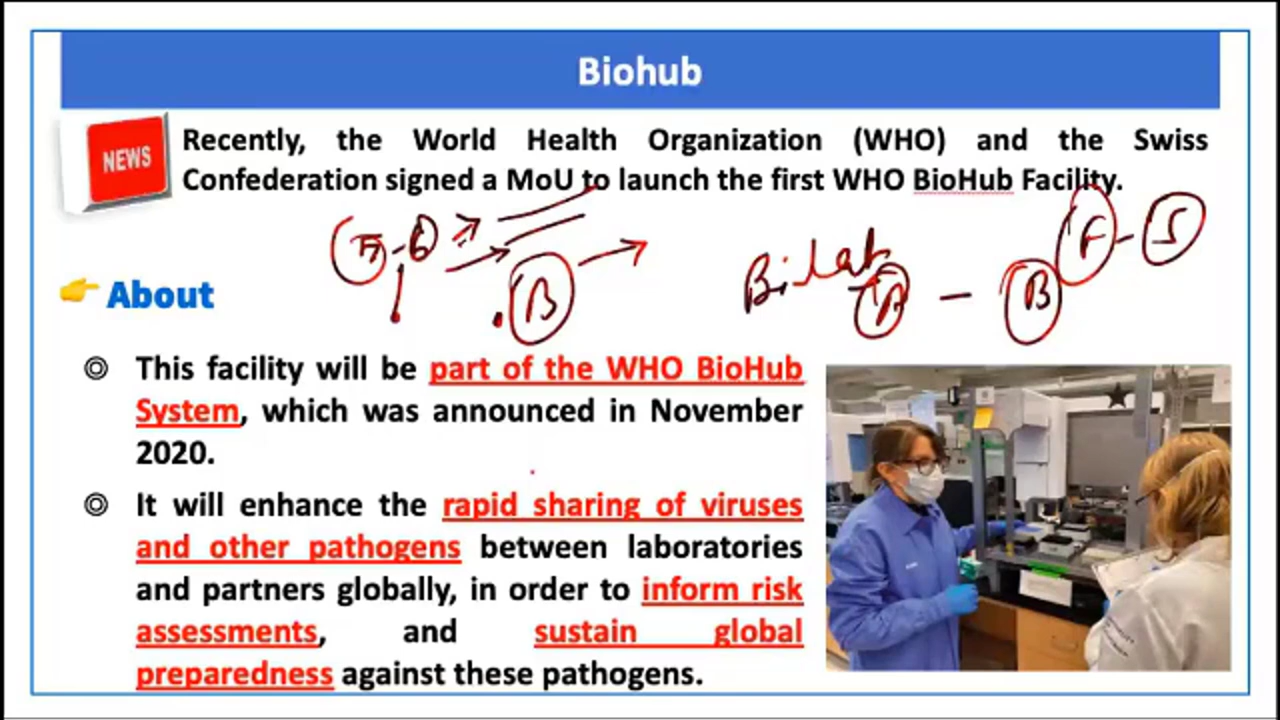 Biohub
NEWS
Recently, the World Health Organization (WHO) and the Swiss
Confederation signed a MoU to launch the first WHO BioHub Facility.
B
Bilat
B
F - S
About
This facility will be part of the WHO BioHub
System, which was announced in November
2020.
It will enhance the rapid sharing of viruses
and other pathogens between laboratories
and partners globally, in order to inform risk
assessments, and sustain global
preparedness against these pathogens.